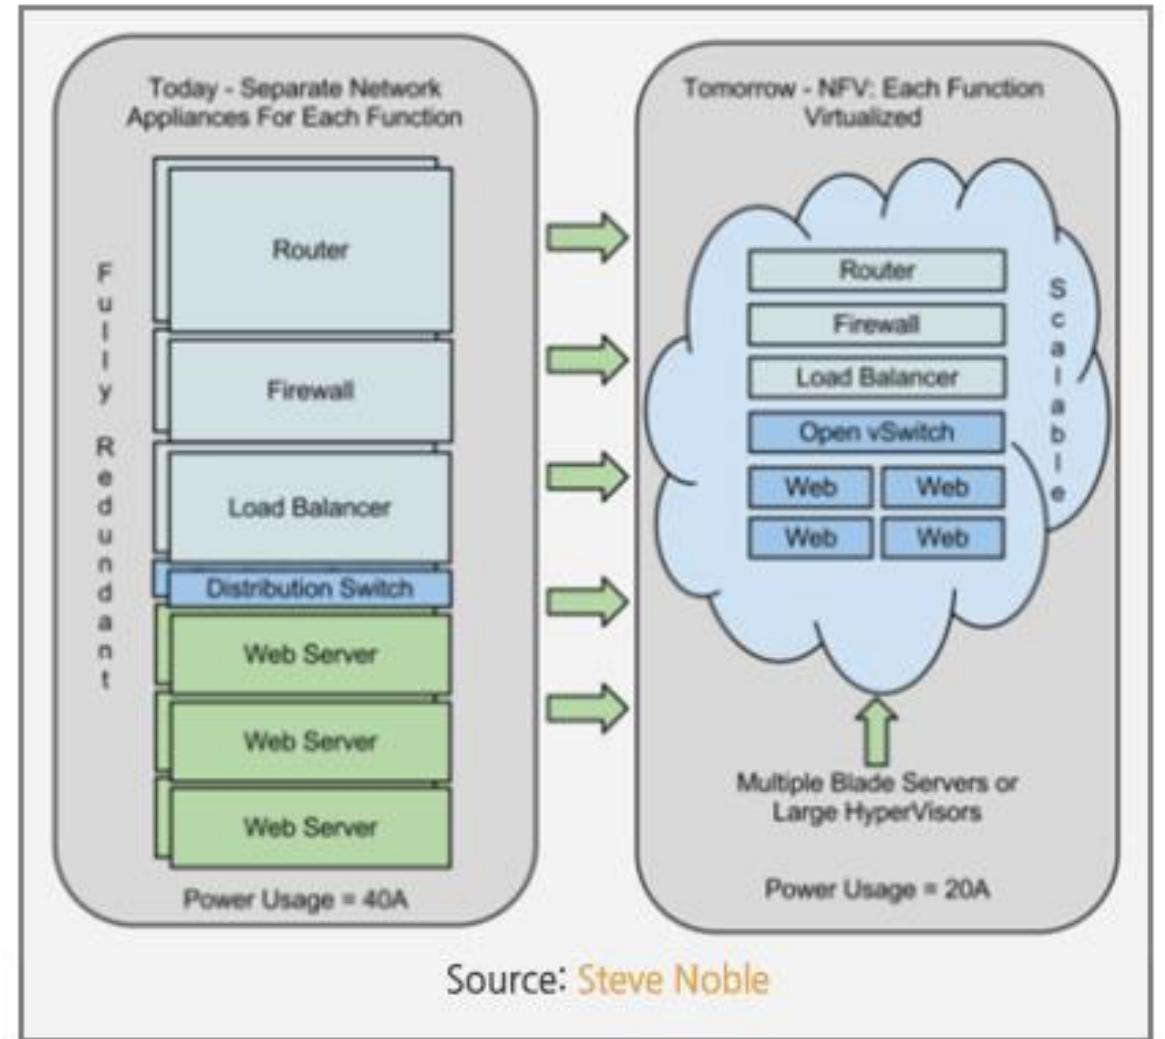 Today - Separate Network
Appliances For Each Function
Fully Redundant
Router
Firewall
Load Balancer
Distribution Switch
Web Server
Web Server
Web Server
Power Usage = 40A
Tomorrow - NFV: Each Function
Virtualized
Router
Firewall
Load Balancer
Open vSwitch
Web Web
Web Web
Scalable
Multiple Blade Servers or
Large HyperVisors
Power Usage = 20A
Source: Steve Noble